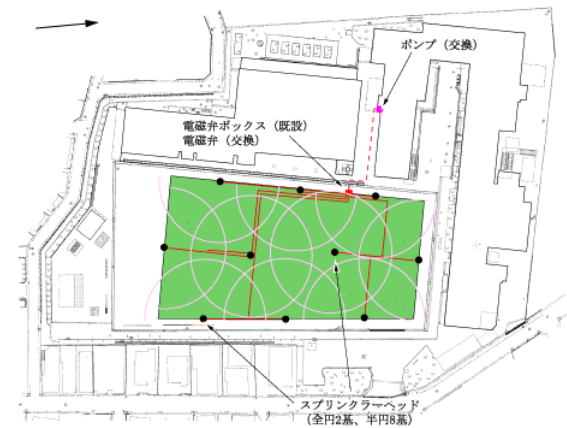 ポンプ（交換）
電磁弁ボックス（既設）
電磁弁（交換）
スプリンクラーヘッド
（全円2基、半円8基）